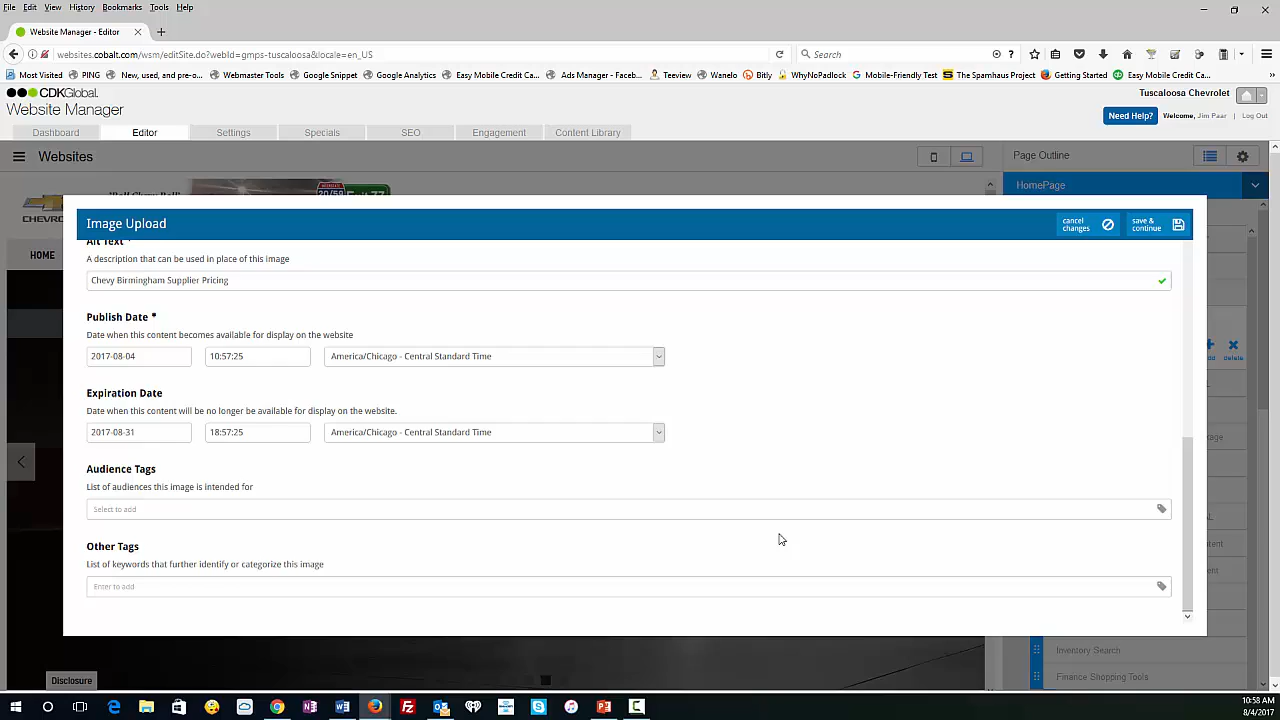 File Edit View History Bookmarks Tools Help
Website Manager - Editor
websites.cobalt.com/wsm/editSite.do?webId=gmps-tuscaloosa&locale=en_US
Search
Most Visited PING New, used, and pre-o... Webmaster Tools Google Snippet Google Analytics Easy Mobile Credit Ca... Ads Manager - Faceb... Teeview Wanelo Bitly WhyNoPadlock Mobile-Friendly Test The Spamhaus Project Getting Started Easy Mobile Credit Ca...
CDKGlobal.
Tuscaloosa Chevrolet
Website Manager
Need Help? Welcome, Jim Paar Log Out
Dashboard Editor Settings Specials SEO Engagement Content Library
Websites
Page Outline
HomePage
Image Upload
cancel changes
save & continue
Alt Text *
A description that can be used in place of this image
HOME
Chevy Birmingham Supplier Pricing
Publish Date *
Date when this content becomes available for display on the website
2017-08-04 10:57:25 America/Chicago - Central Standard Time
delete
Expiration Date
Date when this content will be no longer be available for display on the website.
2017-08-31 18:57:25 America/Chicago - Central Standard Time
Audience Tags
List of audiences this image is intended for
Select to add
Other Tags
List of keywords that further identify or categorize this image
Enter to add
Inventory Search
Finance Shopping Tools
Disclosure
10:58 AM
8/4/2017